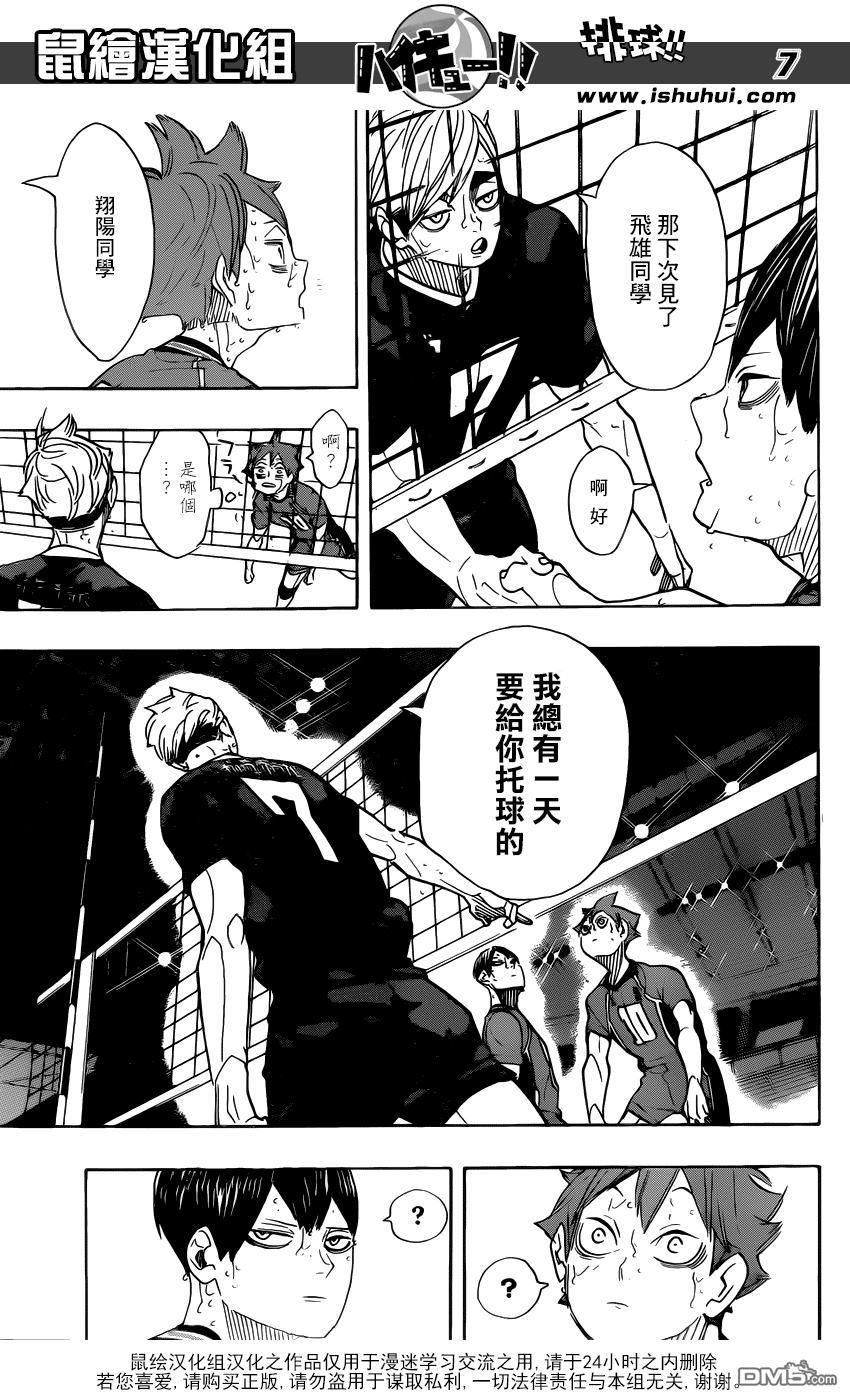 鼠繪漢化組
ハイキュー!!
排球!!
7
www.ishuhui.com
那下次見了
飛雄同學
啊好
翔陽同學
啊?
是哪個
…?
7
我總有一天
要給你托球的
7
10
?
?
鼠绘汉化组汉化之作品仅用于漫迷学习交流之用,请于24小时之内删除
若您喜爱,请购买正版,请勿盗用于谋取私利,一切法律责任与本组无关,谢谢。
DM5.com